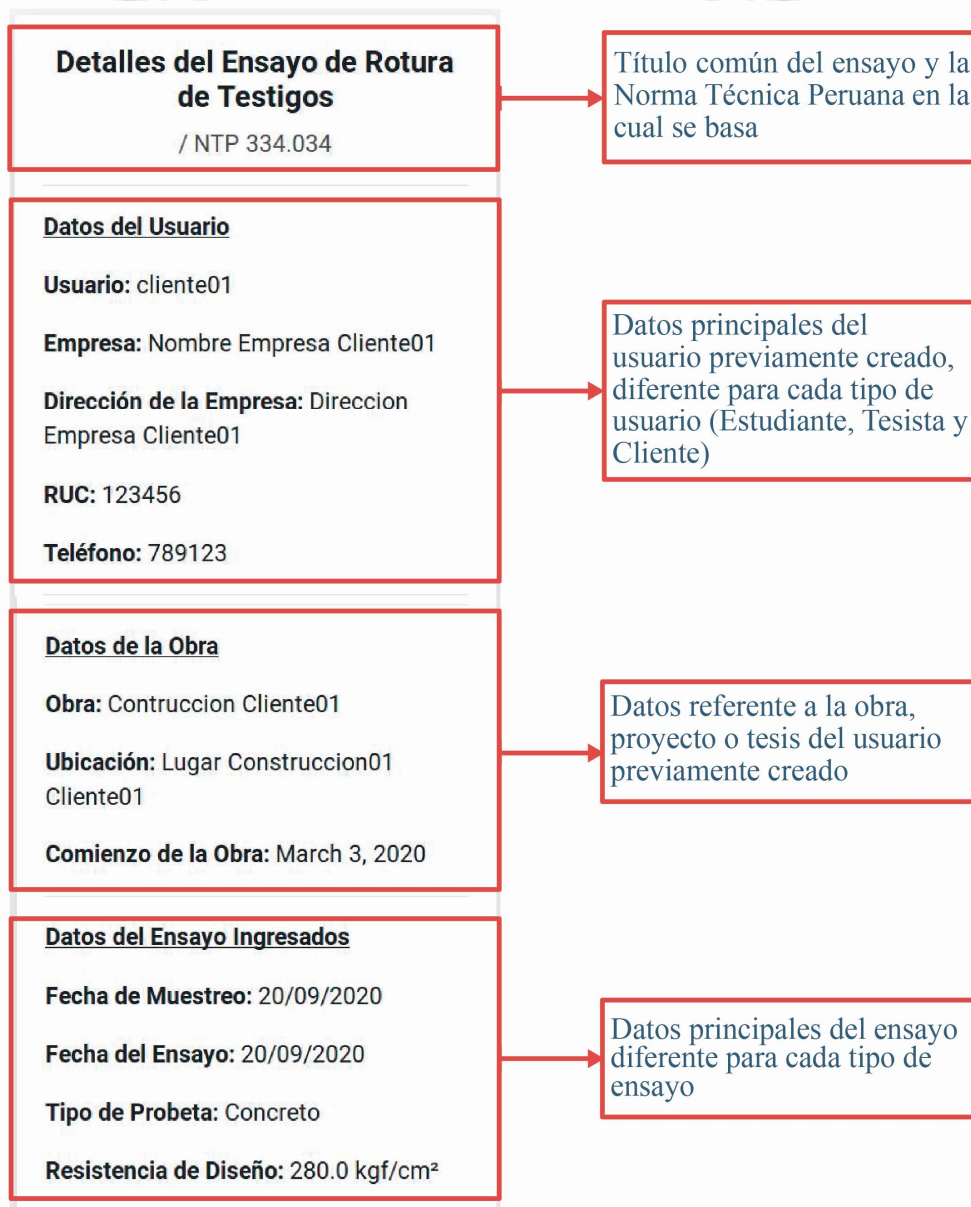 Detalles del Ensayo de Rotura
de Testigos
/ NTP 334.034
Título común del ensayo y la
Norma Técnica Peruana en la
cual se basa
Datos del Usuario
Usuario: cliente01
Empresa: Nombre Empresa Cliente01
Dirección de la Empresa: Direccion
Empresa Cliente01
RUC: 123456
Teléfono: 789123
Datos principales del
usuario previamente creado,
diferente para cada tipo de
usuario (Estudiante, Tesista y
Cliente)
Datos de la Obra
Obra: Contruccion Cliente01
Ubicación: Lugar Construccion01
Cliente01
Comienzo de la Obra: March 3, 2020
Datos referente a la obra,
proyecto o tesis del usuario
previamente creado
Datos del Ensayo Ingresados
Fecha de Muestreo: 20/09/2020
Fecha del Ensayo: 20/09/2020
Tipo de Probeta: Concreto
Resistencia de Diseño: 280.0 kgf/cm²
Datos principales del ensayo
diferente para cada tipo de
ensayo